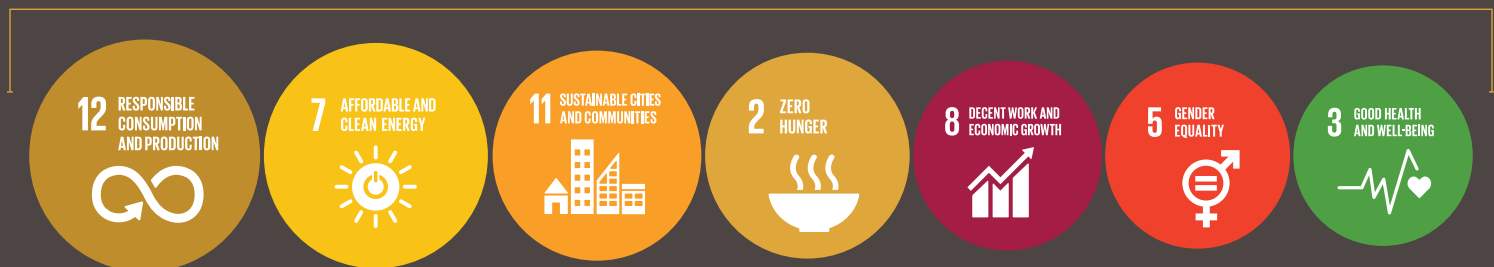 12 RESPONSIBLE
CONSUMPTION
AND PRODUCTION
7 AFFORDABLE AND
CLEAN ENERGY
11 SUSTAINABLE CITIES
AND COMMUNITIES
2 ZERO
HUNGER
8 DECENT WORK AND
ECONOMIC GROWTH
5 GENDER
EQUALITY
3 GOOD HEALTH
AND WELL-BEING